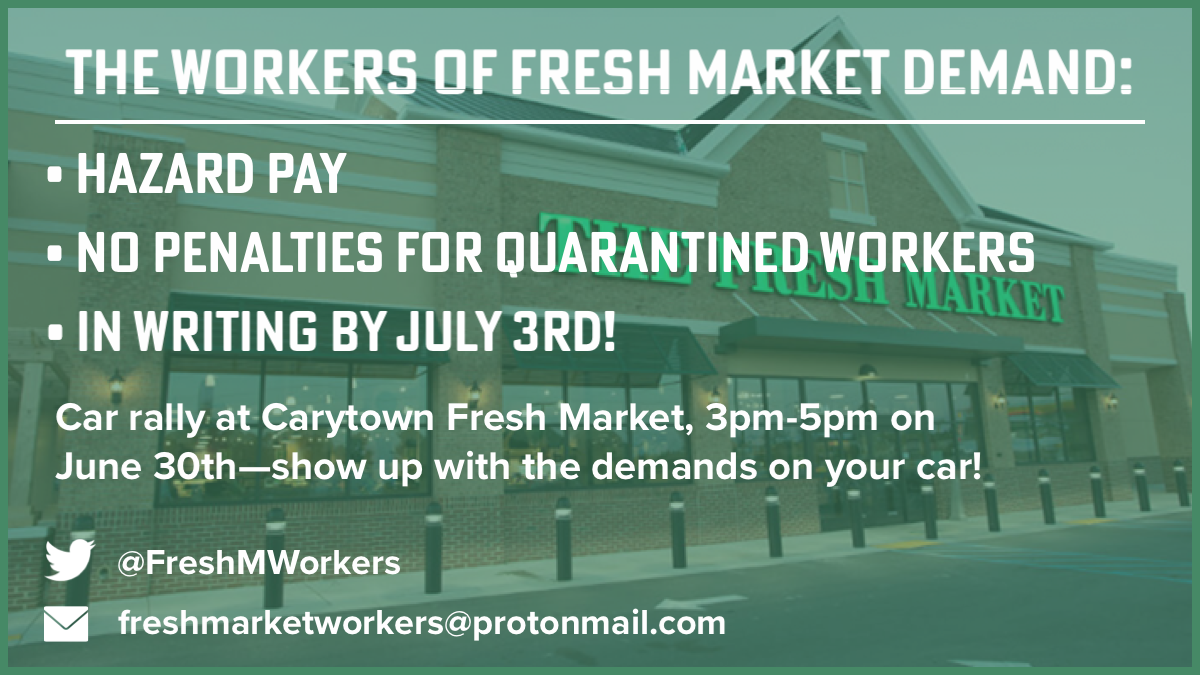 THE WORKERS OF FRESH MARKET DEMAND:
• HAZARD PAY
• NO PENALTIES FOR QUARANTINED WORKERS
THE FRESH MARKET
• IN WRITING BY JULY 3RD!
Car rally at Carytown Fresh Market, 3pm-5pm on
June 30th—show up with the demands on your car!
@FreshMWorkers
freshmarketworkers@protonmail.com